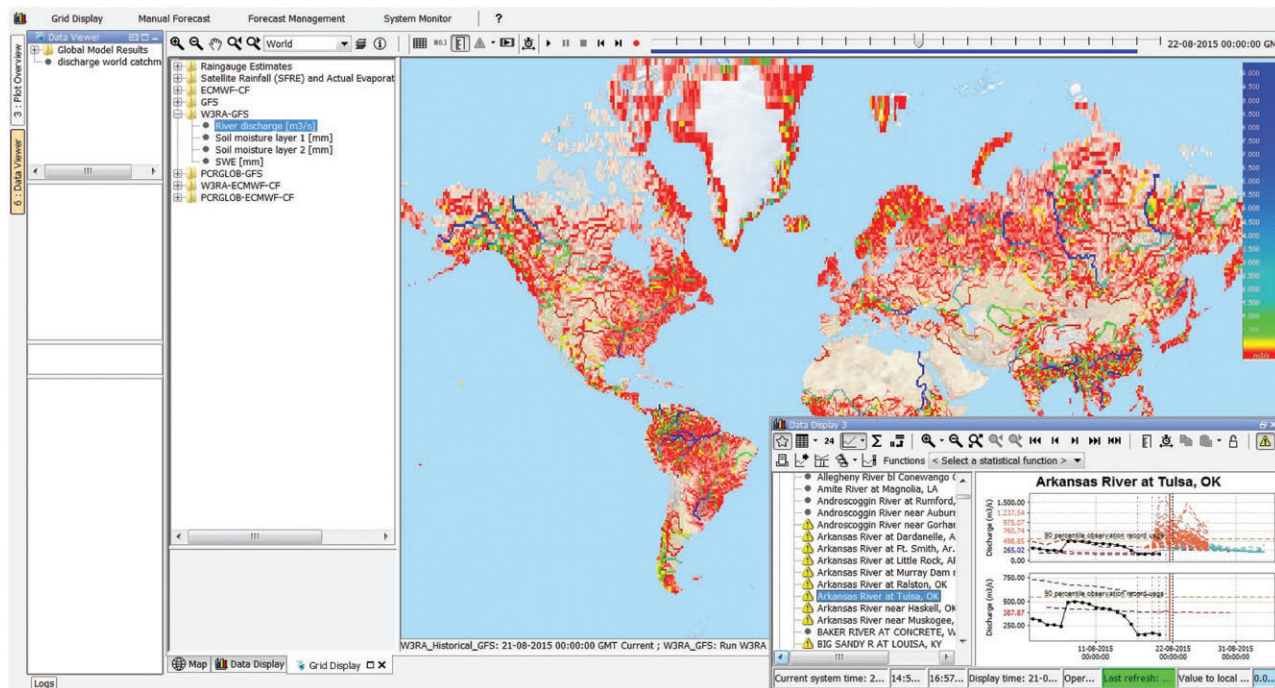 Grid Display Manual Forecast Forecast Management System Monitor ?
3 : Plot Overview
6 : Data Viewer
Data Viewer
Global Model Results
discharge world catchm
World
22-08-2015 00:00:00 GM
Raingauge Estimates
Satellite Rainfall (SFRE) and Actual Evaporat
ECMWF-CF
GFS
W3RA-GFS
River discharge [m3/s]
Soil moisture layer 1 [mm]
Soil moisture layer 2 [mm]
SWE [mm]
PCRGLOB-GFS
W3RA-ECMWF-CF
PCRGLOB-ECMWF-CF
m3/s
W3RA_Historical_GFS: 21-08-2015 00:00:00 GMT Current ; W3RA_GFS: Run W3RA
Map Data Display Grid Display
Logs
Data Display 3
24
Functions < Select a statistical function >
Allegheny River bl Conewango
Amite River at Magnolia, LA
Androscoggin River at Rumford,
Androscoggin River near Auburn
Androscoggin River near Gorham
Arkansas River at Dardanelle, A
Arkansas River at Ft. Smith, Ar.
Arkansas River at Little Rock, AR
Arkansas River at Murray Dam
Arkansas River at Ralston, OK
Arkansas River at Tulsa, OK
Arkansas River near Haskell, OK
Arkansas River near Muskogee,
BAKER RIVER AT CONCRETE, W
BIG SANDY R AT LOUISA, KY
Arkansas River at Tulsa, OK
Discharge (m3/s)
1.500.00
1.237.54
975.07
760.74
498.65
265.02
0.00
90 percentile observation record usgs
Discharge (m3/s)
750.00
500.00
387.87
250.00
90 percentile observation record usgs
11-08-2015 22-08-2015 31-08-2015
00:00:00 00:00:00 00:00:00
Current system time: 2... 14:5... 16:57... Display time: 21-0... Oper... Last refresh: ... Value to local ... 0.0...